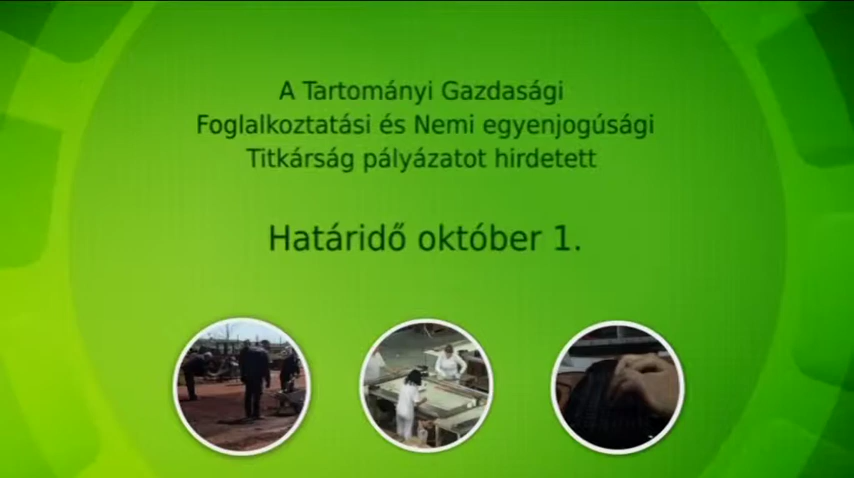 A Tartományi Gazdasági
Foglalkoztatási és Nemi egyenjogúsági
Titkárság pályázatot hirdetett
Határidő október 1.